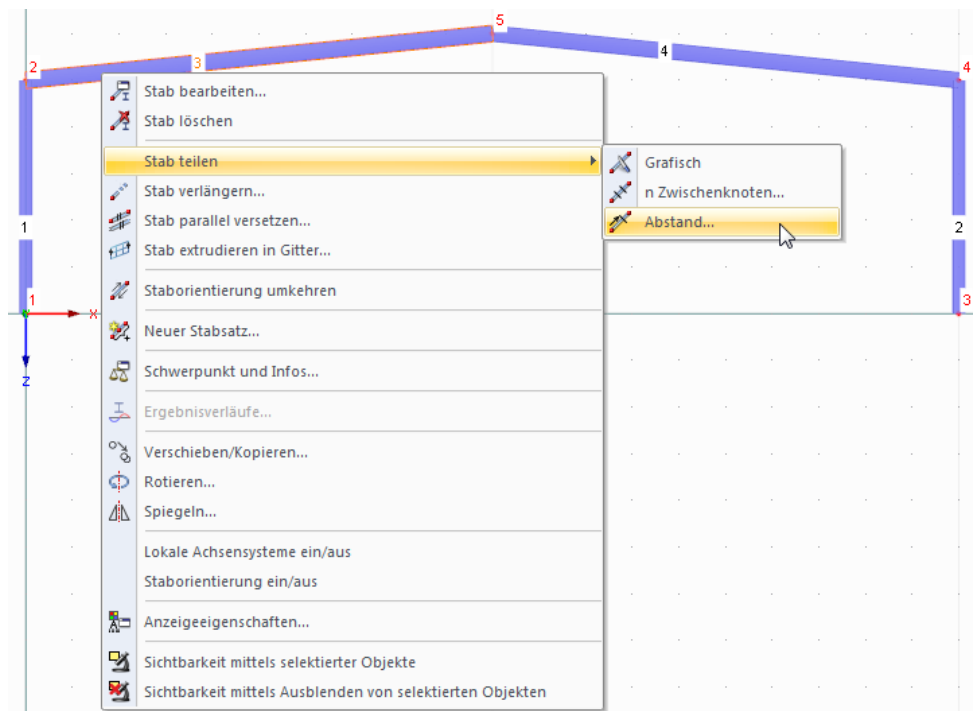 5
2
3
4
4
Stab bearbeiten...
Stab löschen
Stab teilen
Grafisch
Stab verlängern...
n Zwischenknoten...
Stab parallel versetzen...
Abstand...
1
2
Stab extrudieren in Gitter...
Staborientierung umkehren
1
3
X
Neuer Stabsatz...
Schwerpunkt und Infos...
Z
Ergebnisverläufe...
Verschieben/Kopieren...
Rotieren...
Spiegeln...
Lokale Achsensysteme ein/aus
Staborientierung ein/aus
Anzeigeeigenschaften...
Sichtbarkeit mittels selektierter Objekte
Sichtbarkeit mittels Ausblenden von selektierten Objekten